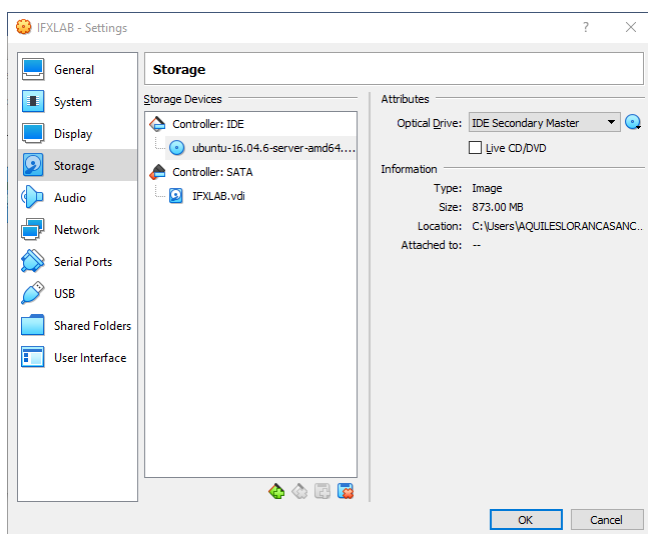 IFXLAB - Settings
?
General
System
Display
Storage
Audio
Network
Serial Ports
USB
Shared Folders
User Interface
Storage
Storage Devices
Controller: IDE
ubuntu-16.04.6-server-amd64....
Controller: SATA
IFXLAB.vdi
Attributes
Optical Drive: IDE Secondary Master
Live CD/DVD
Information
Type: Image
Size: 873.00 MB
Location: C:\Users\AQUILESLORANCASANC...
Attached to: --
OK Cancel